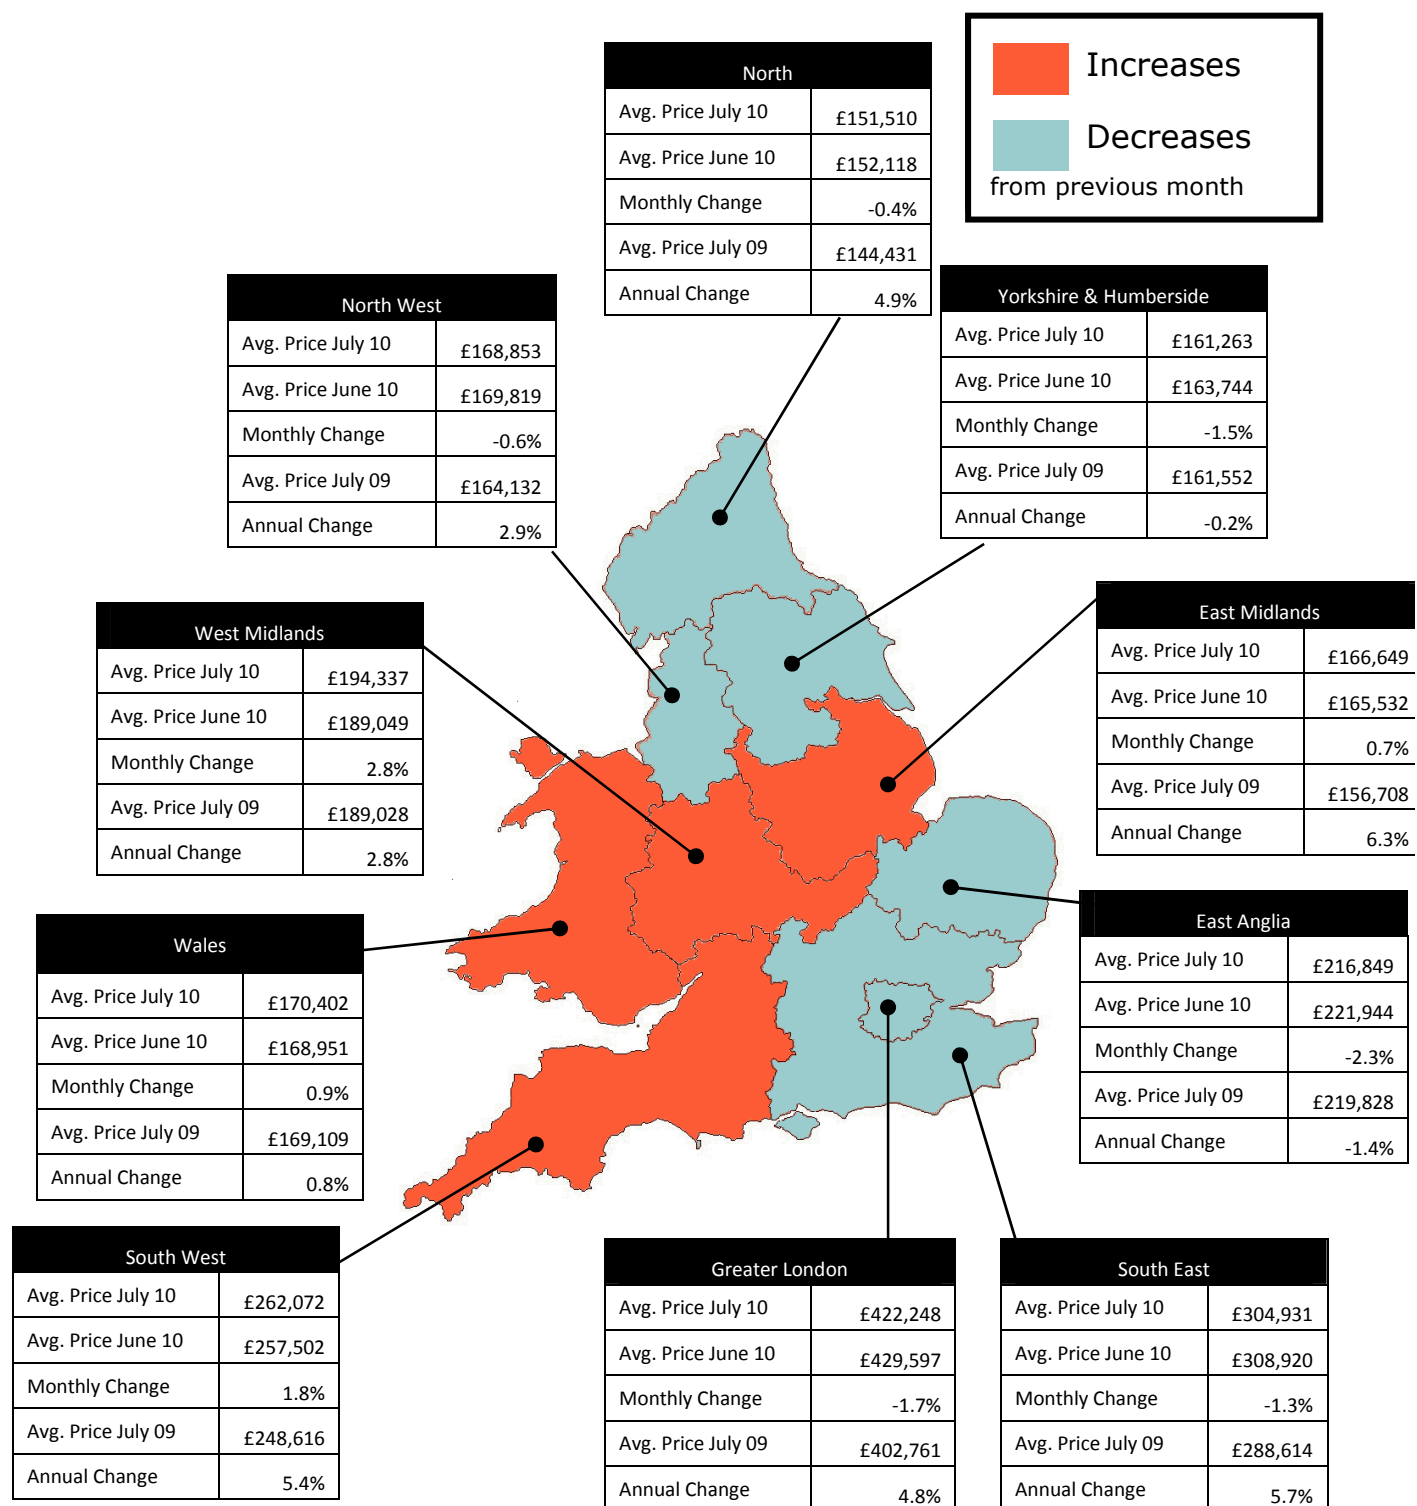 Increases
Decreases
from previous month
North
Avg. Price July 10 £151,510
Avg. Price June 10 £152,118
Monthly Change -0.4%
Avg. Price July 09 £144,431
Annual Change 4.9%
North West
Avg. Price July 10 £168,853
Avg. Price June 10 £169,819
Monthly Change -0.6%
Avg. Price July 09 £164,132
Annual Change 2.9%
Yorkshire & Humberside
Avg. Price July 10 £161,263
Avg. Price June 10 £163,744
Monthly Change -1.5%
Avg. Price July 09 £161,552
Annual Change -0.2%
West Midlands
Avg. Price July 10 £194,337
Avg. Price June 10 £189,049
Monthly Change 2.8%
Avg. Price July 09 £189,028
Annual Change 2.8%
East Midlands
Avg. Price July 10 £166,649
Avg. Price June 10 £165,532
Monthly Change 0.7%
Avg. Price July 09 £156,708
Annual Change 6.3%
Wales
Avg. Price July 10 £170,402
Avg. Price June 10 £168,951
Monthly Change 0.9%
Avg. Price July 09 £169,109
Annual Change 0.8%
East Anglia
Avg. Price July 10 £216,849
Avg. Price June 10 £221,944
Monthly Change -2.3%
Avg. Price July 09 £219,828
Annual Change -1.4%
South West
Avg. Price July 10 £262,072
Avg. Price June 10 £257,502
Monthly Change 1.8%
Avg. Price July 09 £248,616
Annual Change 5.4%
Greater London
Avg. Price July 10 £422,248
Avg. Price June 10 £429,597
Monthly Change -1.7%
Avg. Price July 09 £402,761
Annual Change 4.8%
South East
Avg. Price July 10 £304,931
Avg. Price June 10 £308,920
Monthly Change -1.3%
Avg. Price July 09 £288,614
Annual Change 5.7%